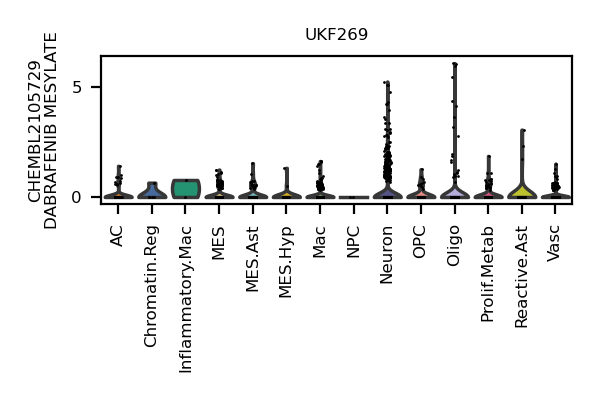 UKF269
CHEMBL2105729
DABRAFENIB MESYLATE
5
0
AC
Chromatin.Reg
Inflammatory.Mac
MES
MES.Ast
MES.Hyp
Mac
NPC
Neuron
OPC
Oligo
Prolif.Metab
Reactive.Ast
Vasc